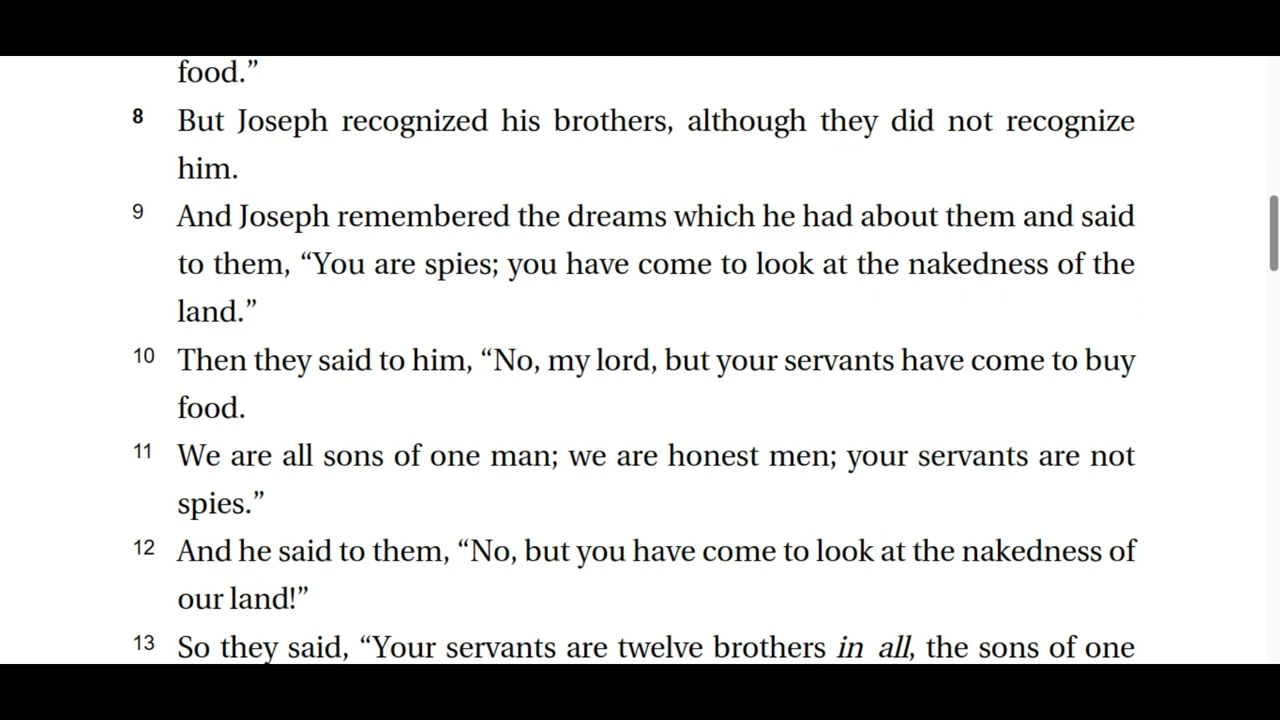 food.”
8 But Joseph recognized his brothers, although they did not recognize
him.
9 And Joseph remembered the dreams which he had about them and said
to them, “You are spies; you have come to look at the nakedness of the
land.”
10 Then they said to him, “No, my lord, but your servants have come to buy
food.
11 We are all sons of one man; we are honest men; your servants are not
spies.”
12 And he said to them, “No, but you have come to look at the nakedness of
our land!”
13 So they said, “Your servants are twelve brothers in all, the sons of one